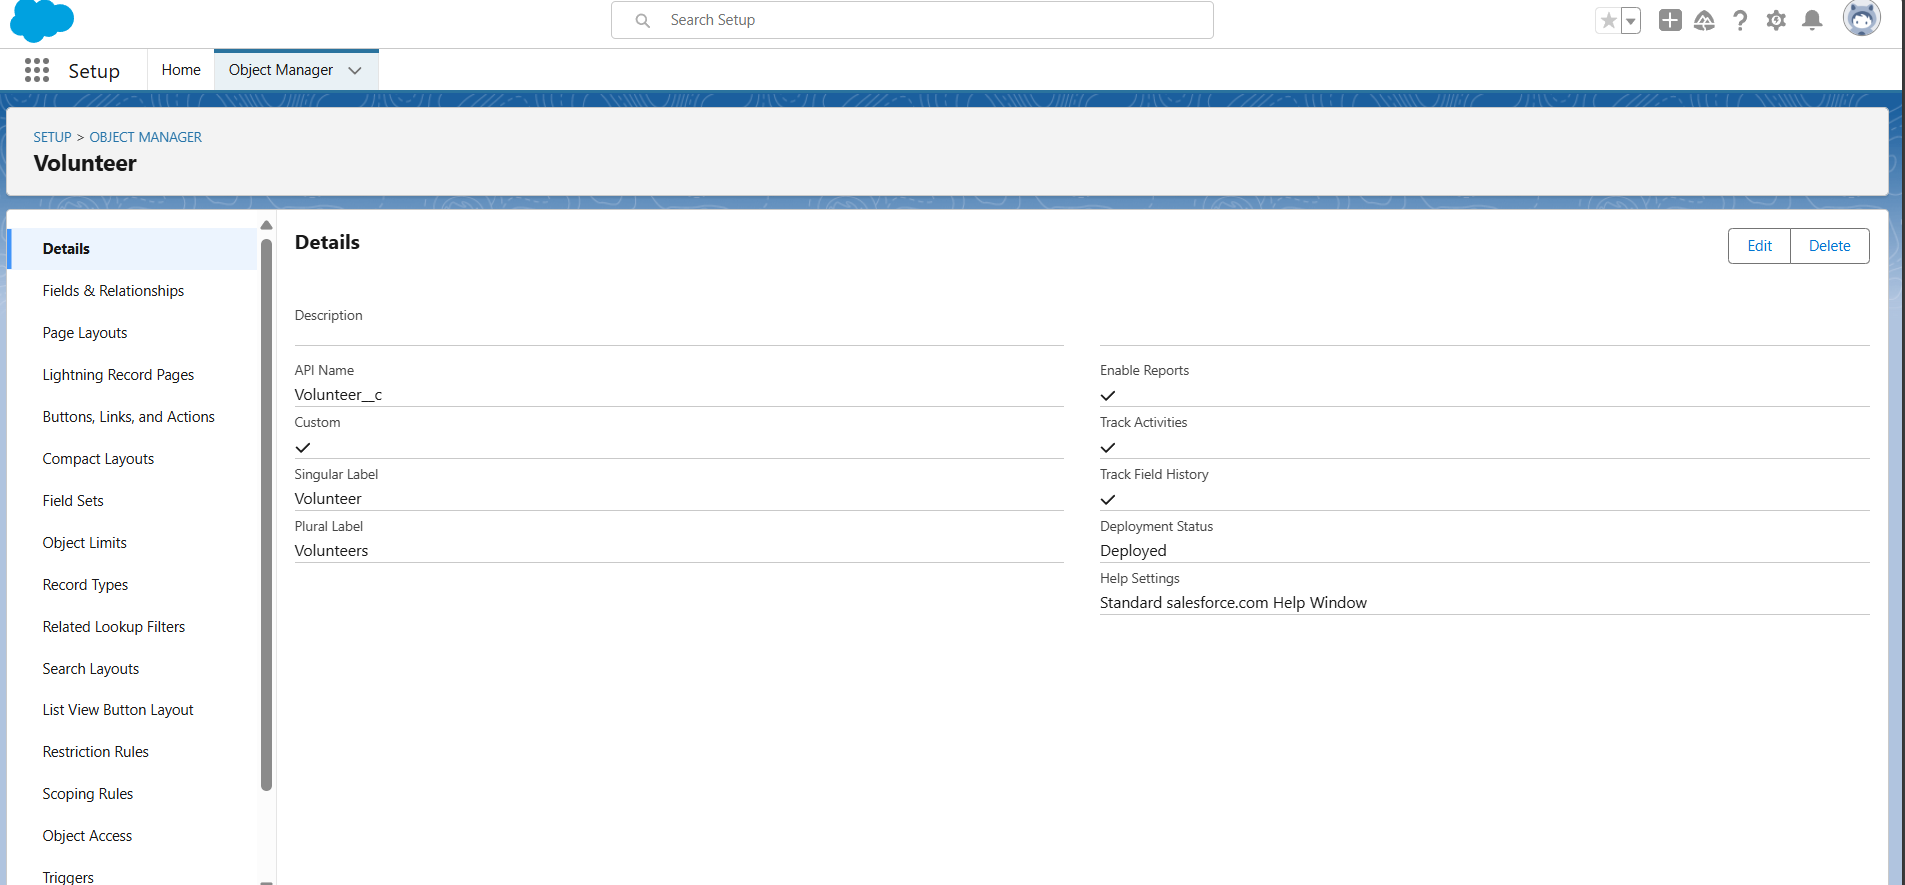 Search Setup
Setup
Home
Object Manager
SETUP > OBJECT MANAGER
Volunteer
Details
Fields & Relationships
Page Layouts
Lightning Record Pages
Buttons, Links, and Actions
Compact Layouts
Field Sets
Object Limits
Record Types
Related Lookup Filters
Search Layouts
List View Button Layout
Restriction Rules
Scoping Rules
Object Access
Triggers
Details
Edit
Delete
Description
API Name
Volunteer__c
Custom
Singular Label
Volunteer
Plural Label
Volunteers
Enable Reports
Track Activities
Track Field History
Deployment Status
Deployed
Help Settings
Standard salesforce.com Help Window